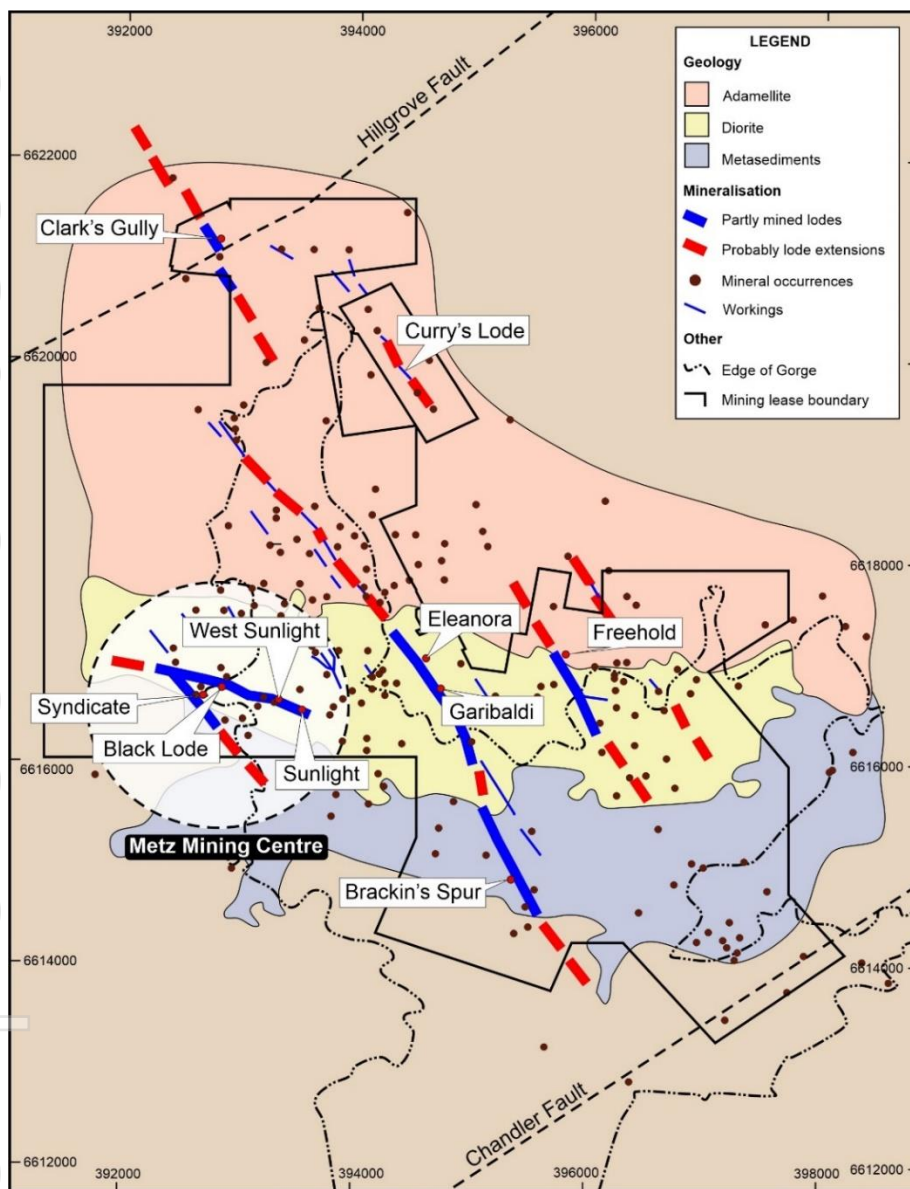 392000
394000
396000
LEGEND
Geology
Adamellite
Diorite
Metasediments
Mineralisation
Partly mined lodes
Probably lode extensions
Mineral occurrences
Workings
Other
Edge of Gorge
Mining lease boundary
Hillgrove Fault
6622000
Clark's Gully
Curry's Lode
6620000
6618000
Eleanora
West Sunlight
Freehold
Syndicate
Garibaldi
Black Lode
Sunlight
6616000
6616000
Metz Mining Centre
Brackin's Spur
6614000
6614000
Chandler Fault
6612000
392000
394000
396000
398000
6612000